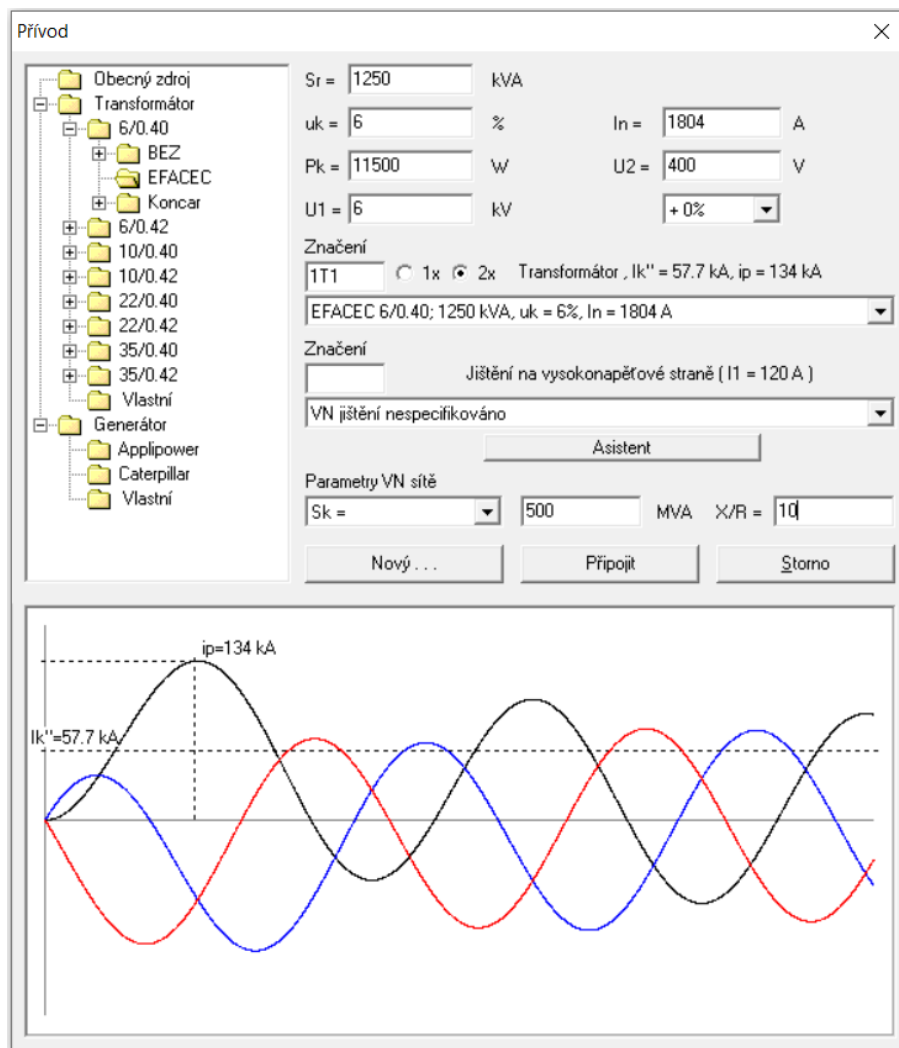 Přívod
Obecný zdroj
Transformátor
6/0.40
BEZ
EFACEC
Koncar
6/0.42
10/0.40
10/0.42
22/0.40
22/0.42
35/0.40
35/0.42
Vlastní
Generátor
Applipower
Caterpillar
Vlastní
Sr = 1250 kVA
uk = 6 % In = 1804 A
Pk = 11500 W U2 = 400 V
U1 = 6 kV + 0%
Značení
1T1 1x 2x Transformátor , Ik'' = 57.7 kA, ip = 134 kA
EFACEC 6/0.40; 1250 kVA, uk = 6%, In = 1804 A
Značení
Jištění na vysokonapěťové straně ( I1 = 120 A )
VN jištění nespecifikováno
Asistent
Parametry VN sítě
Sk = 500 MVA X/R = 10
Nový . . . Připojit Storno
ip=134 kA
Ik''=57.7 kA